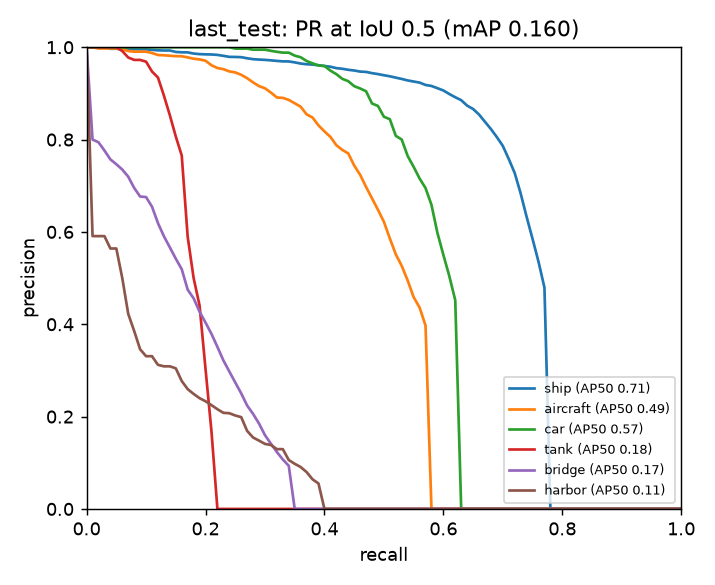 last_test: PR at IoU 0.5 (mAP 0.160)
precision
1.0
0.8
0.6
0.4
0.2
0.0
ship (AP50 0.71)
aircraft (AP50 0.49)
car (AP50 0.57)
tank (AP50 0.18)
bridge (AP50 0.17)
harbor (AP50 0.11)
0.0 0.2 0.4 0.6 0.8 1.0
recall